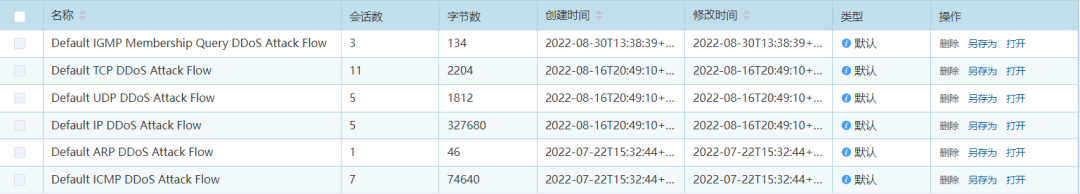 名称 会话数 字节数 创建时间 修改时间 类型 操作
Default IGMP Membership Query DDoS Attack Flow 3 134 2022-08-30T13:38:39+... 2022-08-30T13:38:39+... 默认 删除 另存为 打开
Default TCP DDoS Attack Flow 11 2204 2022-08-16T20:49:10+... 2022-08-16T20:49:10+... 默认 删除 另存为 打开
Default UDP DDoS Attack Flow 5 1812 2022-08-16T20:49:10+... 2022-08-16T20:49:10+... 默认 删除 另存为 打开
Default IP DDoS Attack Flow 5 327680 2022-08-16T20:49:10+... 2022-08-16T20:49:10+... 默认 删除 另存为 打开
Default ARP DDoS Attack Flow 1 46 2022-07-22T15:32:44+... 2022-07-22T15:32:44+... 默认 删除 另存为 打开
Default ICMP DDoS Attack Flow 7 74640 2022-07-22T15:32:44+... 2022-07-22T15:32:44+... 默认 删除 另存为 打开